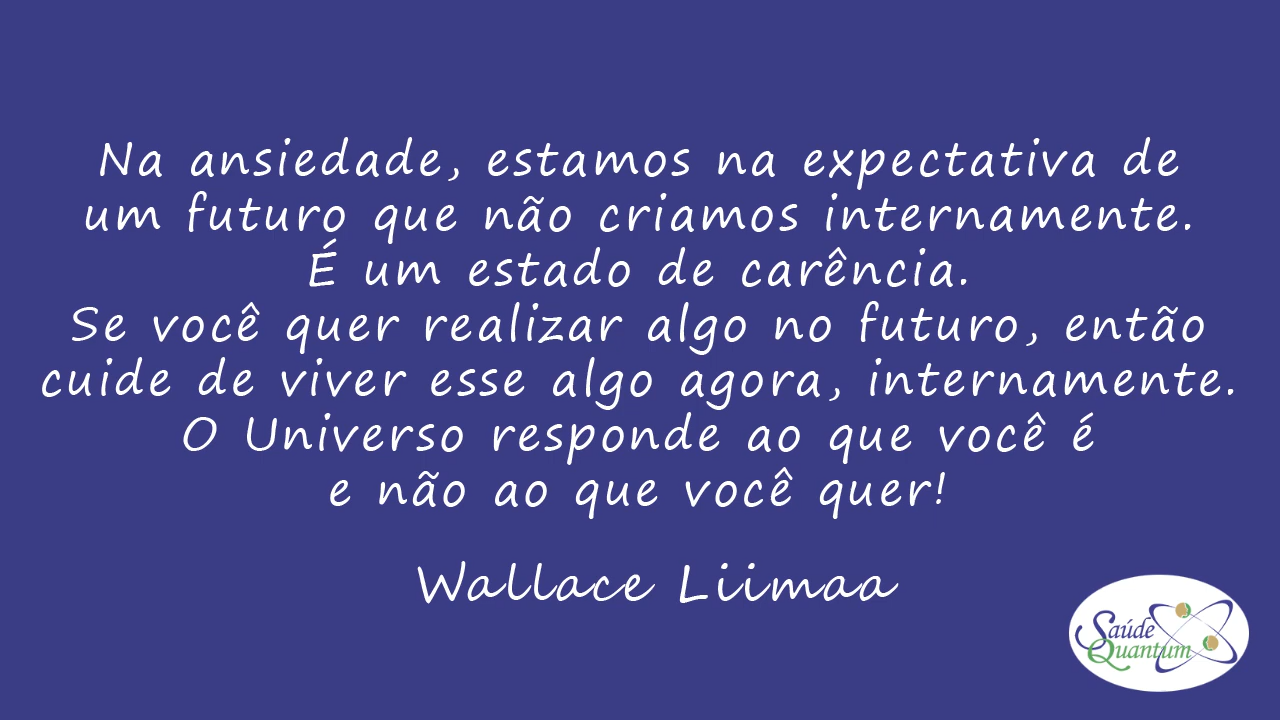 Na ansiedade, estamos na expectativa de
um futuro que não criamos internamente.
É um estado de carência.
Se você quer realizar algo no futuro, então
cuide de viver esse algo agora, internamente.
O Universo responde ao que você é
e não ao que você quer!
Wallace Liimaa
Saúde
Quantum